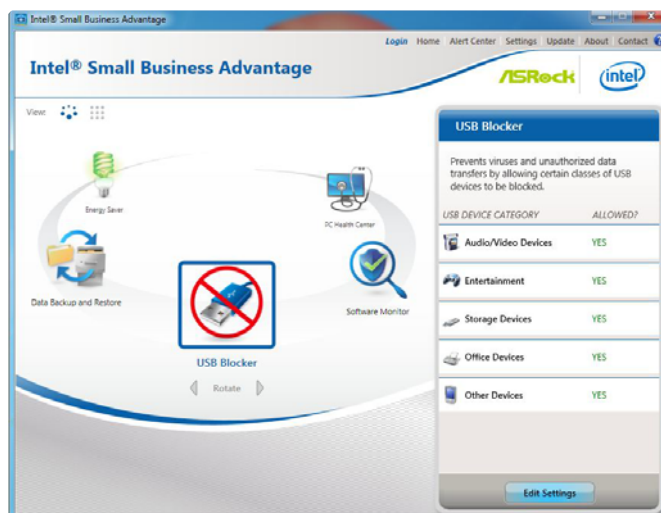 Intel® Small Business Advantage
Login Home Alert Center Settings Update About Contact
Intel® Small Business Advantage
ASRock
intel
View:
USB Blocker
Prevents viruses and unauthorized data
transfers by allowing certain classes of USB
devices to be blocked.
USB DEVICE CATEGORY ALLOWED?
Audio/Video Devices YES
Entertainment YES
Storage Devices YES
Office Devices YES
Other Devices YES
Edit Settings
Energy Saver
PC Health Center
Data Backup and Restore
Software Monitor
USB Blocker
Rotate